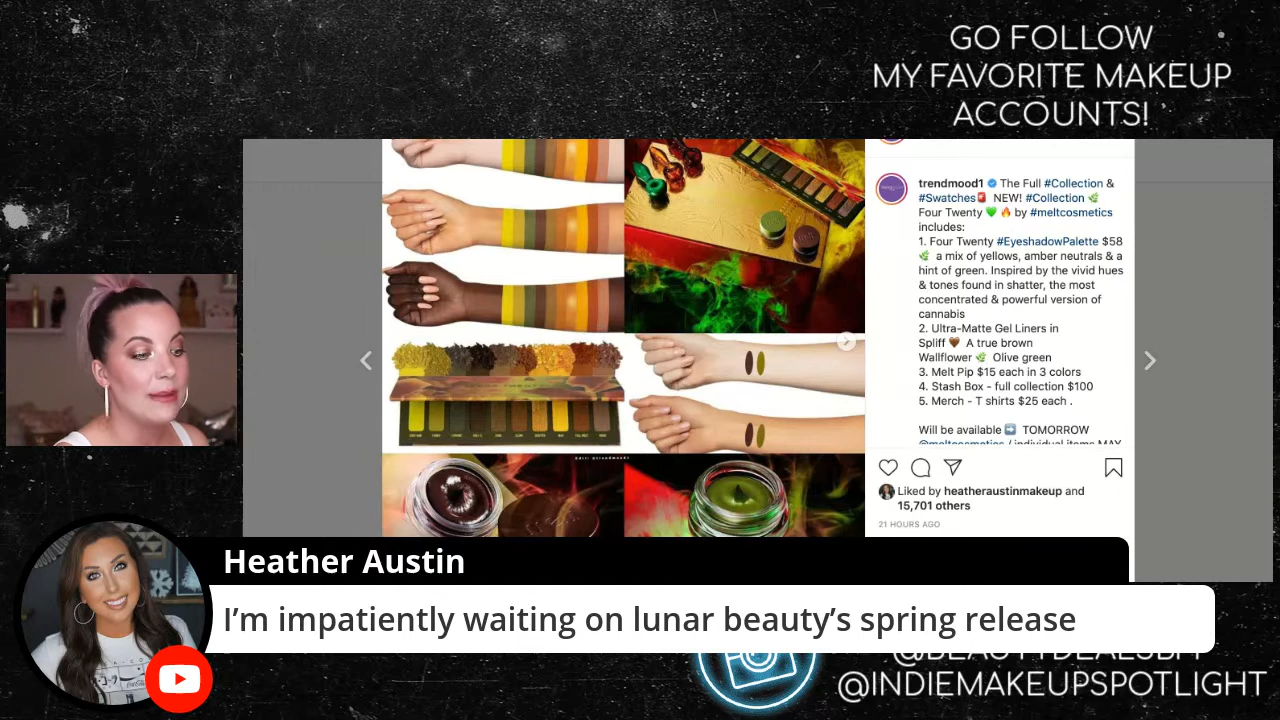 GO FOLLOW
MY FAVORITE MAKEUP
ACCOUNTS!
trendmood1 The Full #Collection &
#Swatches🚨 NEW! #Collection 🌿
Four Twenty 💚 🔥 by #meltcosmetics
includes:
1. Four Twenty #EyeshadowPalette $58
🌿 a mix of yellows, amber neutrals & a
hint of green. Inspired by the vivid hues
& tones found in shatter, the most
concentrated & powerful version of
cannabis
2. Ultra-Matte Gel Liners in
Spliff 🤎 A true brown
Wallflower 🌿 Olive green
3. Melt Pip $15 each in 3 colors
4. Stash Box - full collection $100
5. Merch - T shirts $25 each .
Will be available ➡️ TOMORROW
@meltcosmetics / individual items MAY
Liked by heatheraustinmakeup and
15,701 others
21 HOURS AGO
Heather Austin
I’m impatiently waiting on lunar beauty’s spring release
@INDIEMAKEUPSPOTLIGHT